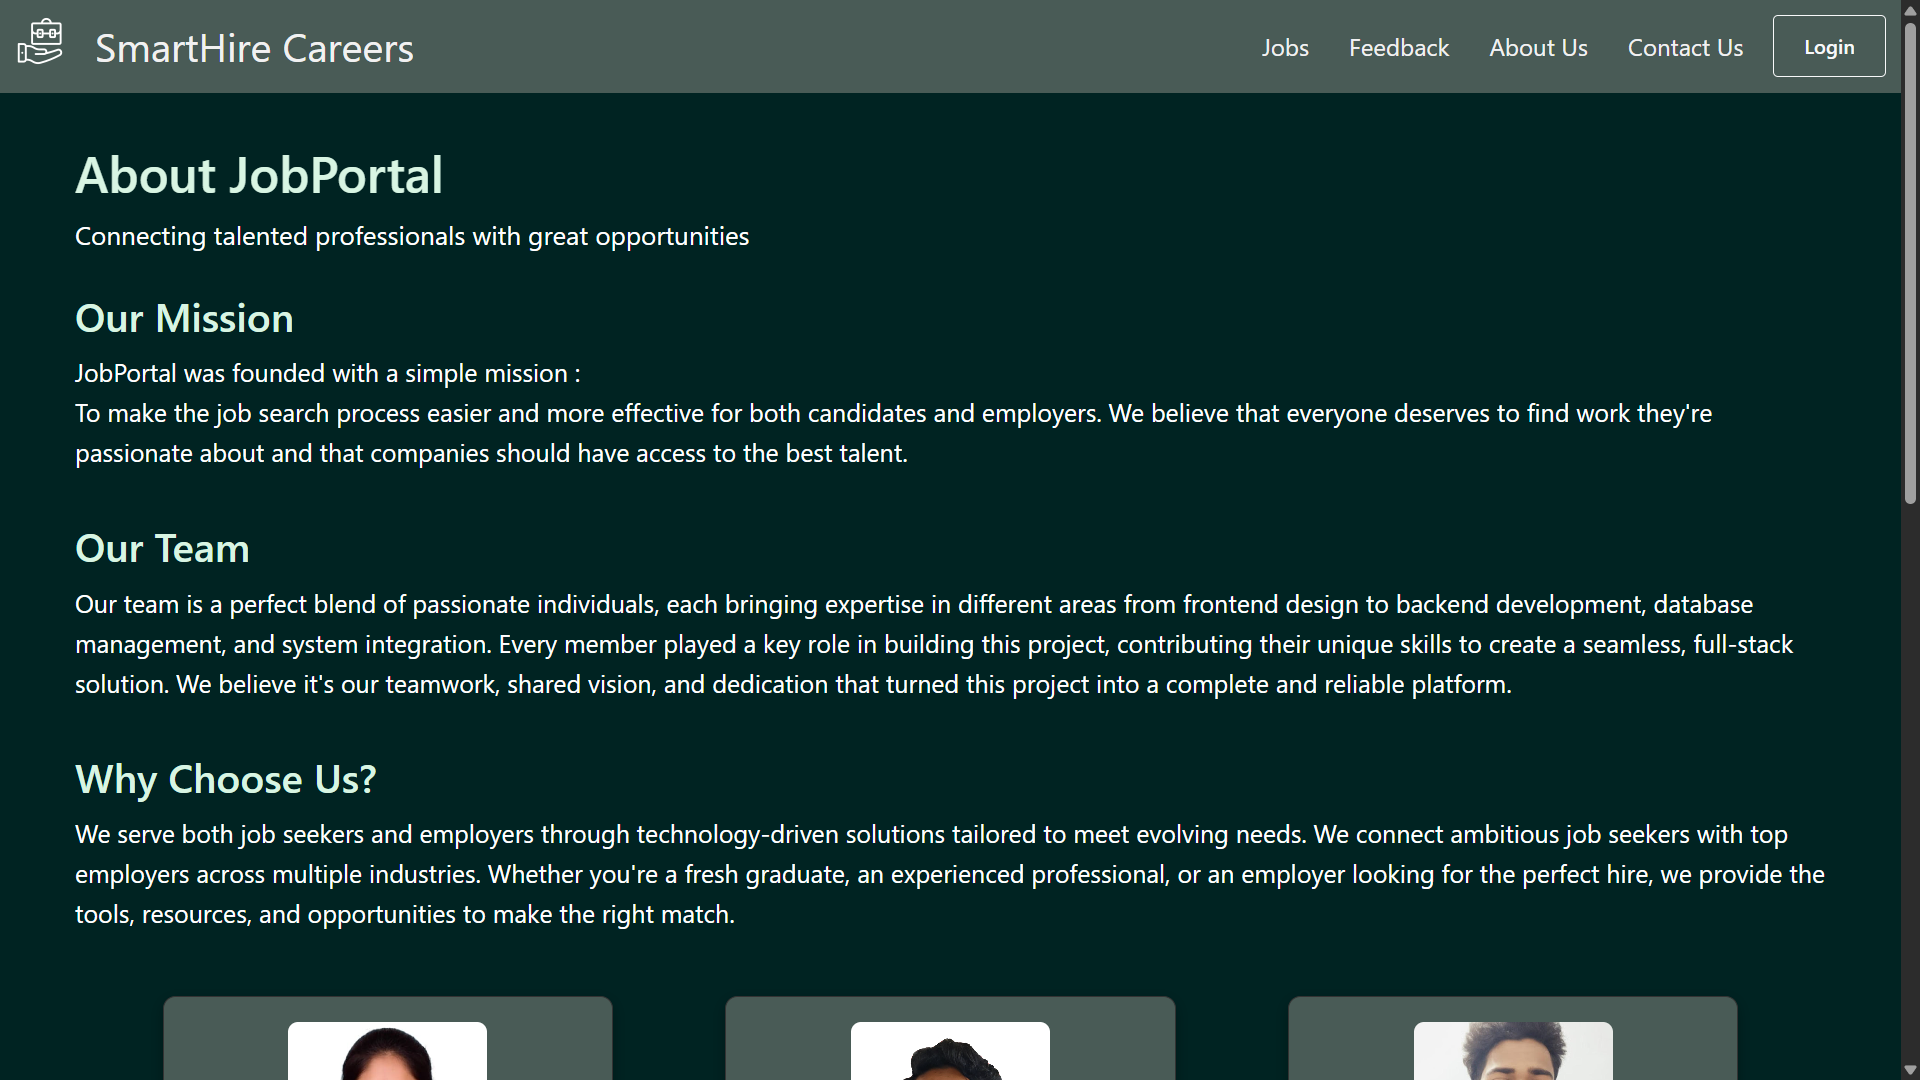 SmartHire Careers
Jobs
Feedback
About Us
Contact Us
Login
About JobPortal
Connecting talented professionals with great opportunities
Our Mission
JobPortal was founded with a simple mission :
To make the job search process easier and more effective for both candidates and employers. We believe that everyone deserves to find work they're
passionate about and that companies should have access to the best talent.
Our Team
Our team is a perfect blend of passionate individuals, each bringing expertise in different areas from frontend design to backend development, database
management, and system integration. Every member played a key role in building this project, contributing their unique skills to create a seamless, full-stack
solution. We believe it's our teamwork, shared vision, and dedication that turned this project into a complete and reliable platform.
Why Choose Us?
We serve both job seekers and employers through technology-driven solutions tailored to meet evolving needs. We connect ambitious job seekers with top
employers across multiple industries. Whether you're a fresh graduate, an experienced professional, or an employer looking for the perfect hire, we provide the
tools, resources, and opportunities to make the right match.